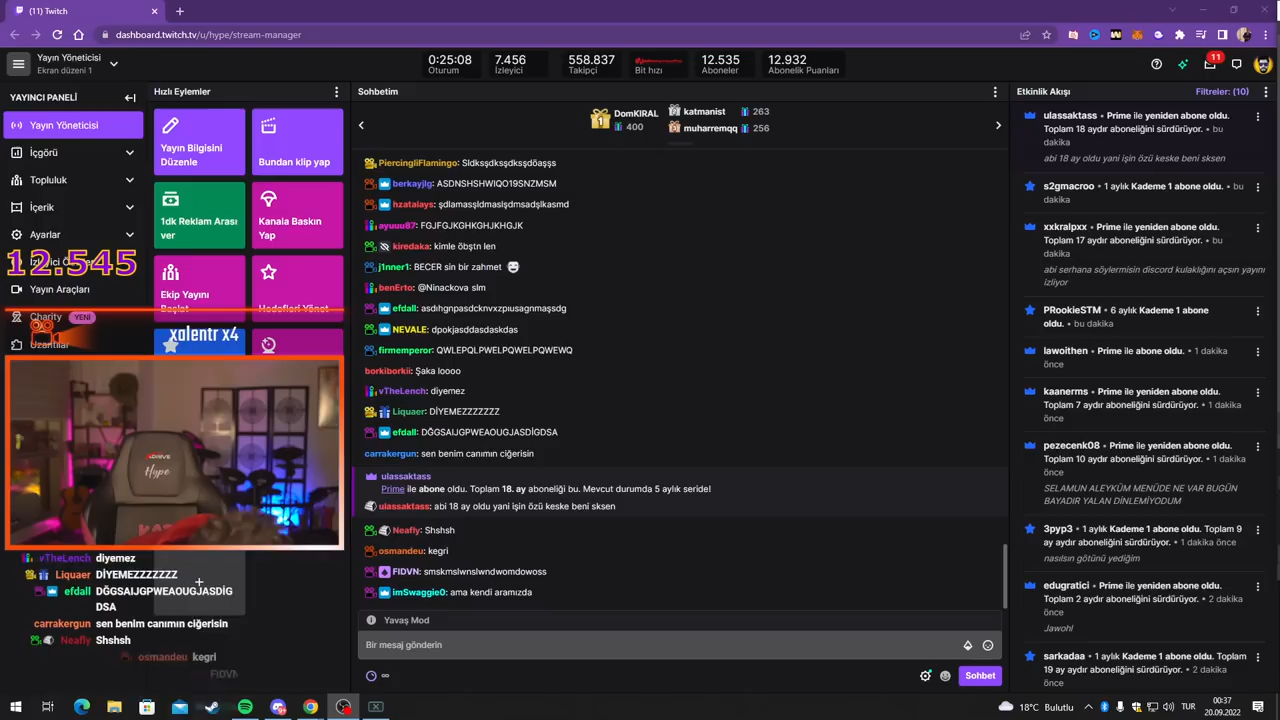 (11) Twitch
dashboard.twitch.tv/u/hype/stream-manager
Yayın Yöneticisi
Ekran düzeni 1
0:25:08
Oturum
7.456
İzleyici
558.837
Takipçi
Bit hızı
12.535
Aboneler
12.932
Abonelik Puanları
11
YAYINCI PANELİ
Yayın Yöneticisi
İçgörü
Topluluk
İçerik
Ayarlar
12.545
Yayın Araçları
Charity YENİ
Uzantılar
xalentr x4
Hızlı Eylemler
Yayın Bilgisini
Düzenle
Bundan klip yap
1dk Reklam Arası
ver
Kanala Baskın
Yap
Ekip Yayını
Başlat
Hedefleri Yönet
ADRIVE
Hype
vTheLench diyemez
Liquaer DİYEMEZZZZZZZ
efdall DĞGSAIJGPWEAOUGJASDİG
DSA
carrakergun sen benim canımın ciğerisin
Neafly Shshsh
osmandeu kegri
FIDVN
Sohbetim
1
DomKIRAL
400
katmanist 263
muharremqq 256
PiercingliFlamingo: Sldkssdkssşdkssşdöaşşs
berkayjlg: ASDNSHSHWIQO19SNZMSM
hzatalays: şdlamasşldmaslşdmsadşlkasmd
ayuuu87: FGJFGJKGHKGHJKHGJK
kiredaka: kimle öbştn len
j1nner1: BECER sin bir zahmet
benErto: @Ninackova slm
efdall: asdıhgnpasdcknvxzpıusagnmasşdg
NEVALE: dpokjasddasdaskdas
firmemperor: QWLEPQLPWELPQWELPQWEWQ
borkiborkii: Şaka loooo
vTheLench: diyemez
Liquaer: DİYEMEZZZZZZZ
efdall: DĞGSAIJGPWEAOUGJASDİGDSA
carrakergun: sen benim canımın ciğerisin
ulassaktass
Prime ile abone oldu. Toplam 18. ay aboneliği bu. Mevcut durumda 5 aylık seride!
ulassaktass: abi 18 ay oldu yani işin özü keske beni sksen
Neafly: Shshsh
osmandeu: kegri
FIDVN: smskmslwnslwndwomdowoss
imSwaggie0: ama kendi aramızda
Yavaş Mod
Bir mesaj gönderin
Sohbet
Etkinlik Akışı
Filtreler: (10)
ulassaktass • Prime ile yeniden abone oldu.
Toplam 18 aydır aboneliğini sürdürüyor. • bu
dakika
abi 18 ay oldu yani işin özü keske beni sksen
s2gmacroo • 1 aylık Kademe 1 abone oldu. • bu
dakika
xxkralpxx • Prime ile yeniden abone oldu.
Toplam 17 aydır aboneliğini sürdürüyor. • bu
dakika
abi serhana söylermisin discord kulaklığını açsın yayını
izliyor
PRookieSTM • 6 aylık Kademe 1 abone
oldu. • bu dakika
lawoithen • Prime ile abone oldu. • 1 dakika
önce
kaanerms • Prime ile yeniden abone oldu.
Toplam 7 aydır aboneliğini sürdürüyor. • 1 dakika
önce
pezecenk08 • Prime ile yeniden abone oldu.
Toplam 10 aydır aboneliğini sürdürüyor. • 1 dakika
önce
SELAMUN ALEYKÜM MENÜDE NE VAR BUGÜN
BAYADIR YALAN DİNLEMİYODUM
3pyp3 • 1 aylık Kademe 1 abone oldu. Toplam 9
ay aydır aboneliğini sürdürüyor. • 1 dakika önce
nasılsın götünü yediğim
edugratici • Prime ile yeniden abone oldu.
Toplam 2 aydır aboneliğini sürdürüyor. • 2 dakika
önce
Jawohl
sarkadaa • 1 aylık Kademe 1 abone oldu. Toplam
19 ay aydır aboneliğini sürdürüyor. • 2 dakika
önce
18°C Bulutlu
TUR
00:37
20.09.2022